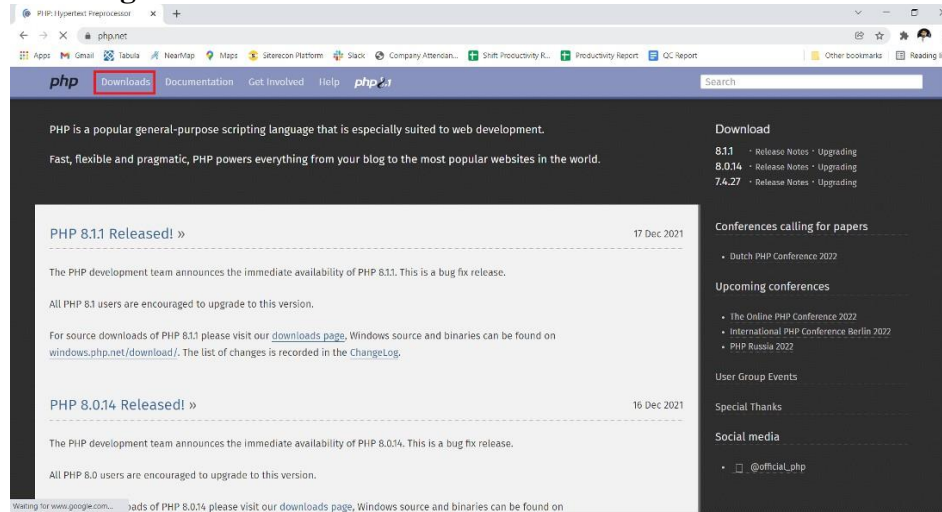 PHP: Hypertext Preprocessor
php.net
Apps Gmail Tabula NearMap Maps Siterecon Platform Slack Company Attendan... Shift Productivity R... Productivity Report QC Report Other bookmarks Reading
php Downloads Documentation Get Involved Help php8.1 Search
PHP is a popular general-purpose scripting language that is especially suited to web development.
Fast, flexible and pragmatic, PHP powers everything from your blog to the most popular websites in the world.
Download
8.1.1 · Release Notes · Upgrading
8.0.14 · Release Notes · Upgrading
7.4.27 · Release Notes · Upgrading
PHP 8.1.1 Released! » 17 Dec 2021
The PHP development team announces the immediate availability of PHP 8.1.1. This is a bug fix release.
All PHP 8.1 users are encouraged to upgrade to this version.
For source downloads of PHP 8.1.1 please visit our downloads page, Windows source and binaries can be found on
windows.php.net/download/. The list of changes is recorded in the ChangeLog.
PHP 8.0.14 Released! » 16 Dec 2021
The PHP development team announces the immediate availability of PHP 8.0.14. This is a bug fix release.
All PHP 8.0 users are encouraged to upgrade to this version.
oads of PHP 8.0.14 please visit our downloads page, Windows source and binaries can be found on
Conferences calling for papers
Dutch PHP Conference 2022
Upcoming conferences
The Online PHP Conference 2022
International PHP Conference Berlin 2022
PHP Russia 2022
User Group Events
Special Thanks
Social media
@official_php
Waiting for www.google.com...